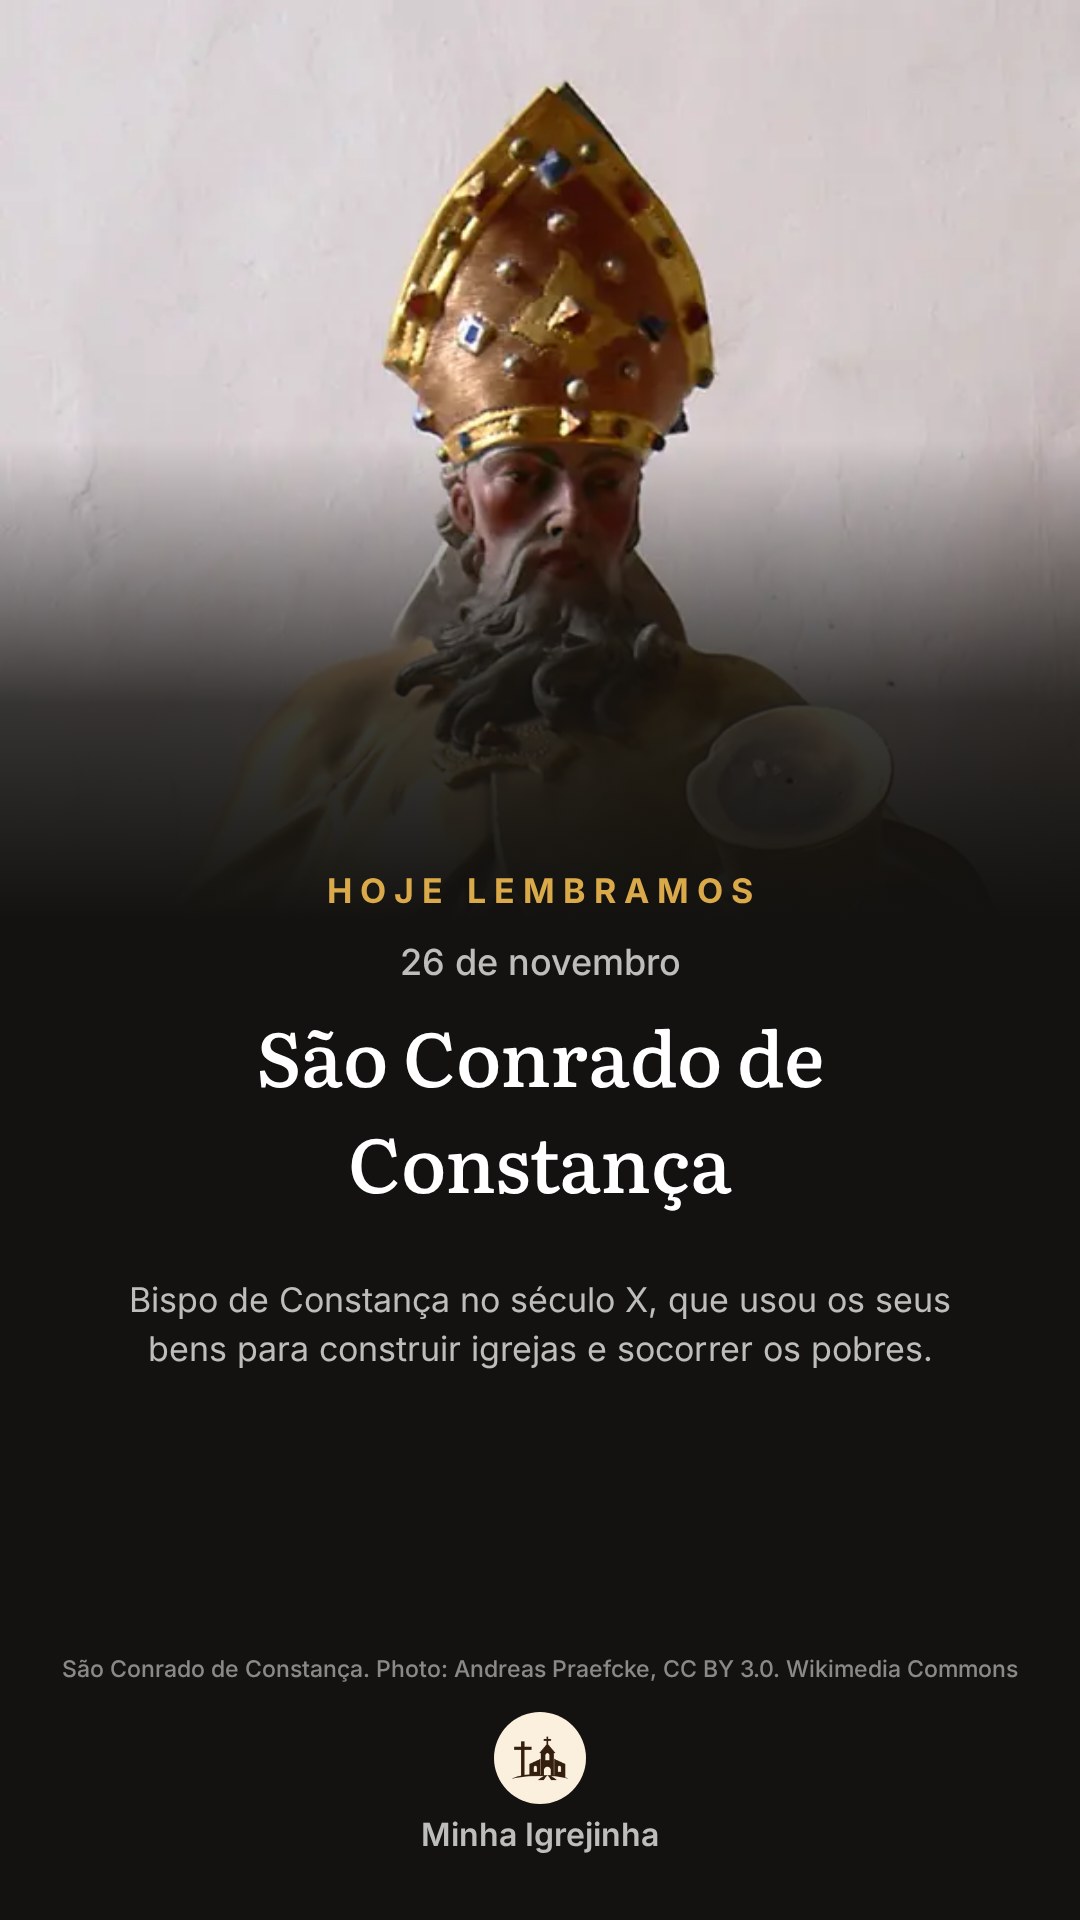 HOJE LEMBRAMOS
26 de novembro
São Conrado de
Constança
Bispo de Constança no século X, que usou os seus
bens para construir igrejas e socorrer os pobres.
São Conrado de Constança. Photo: Andreas Praefcke, CC BY 3.0. Wikimedia Commons
Minha Igrejinha